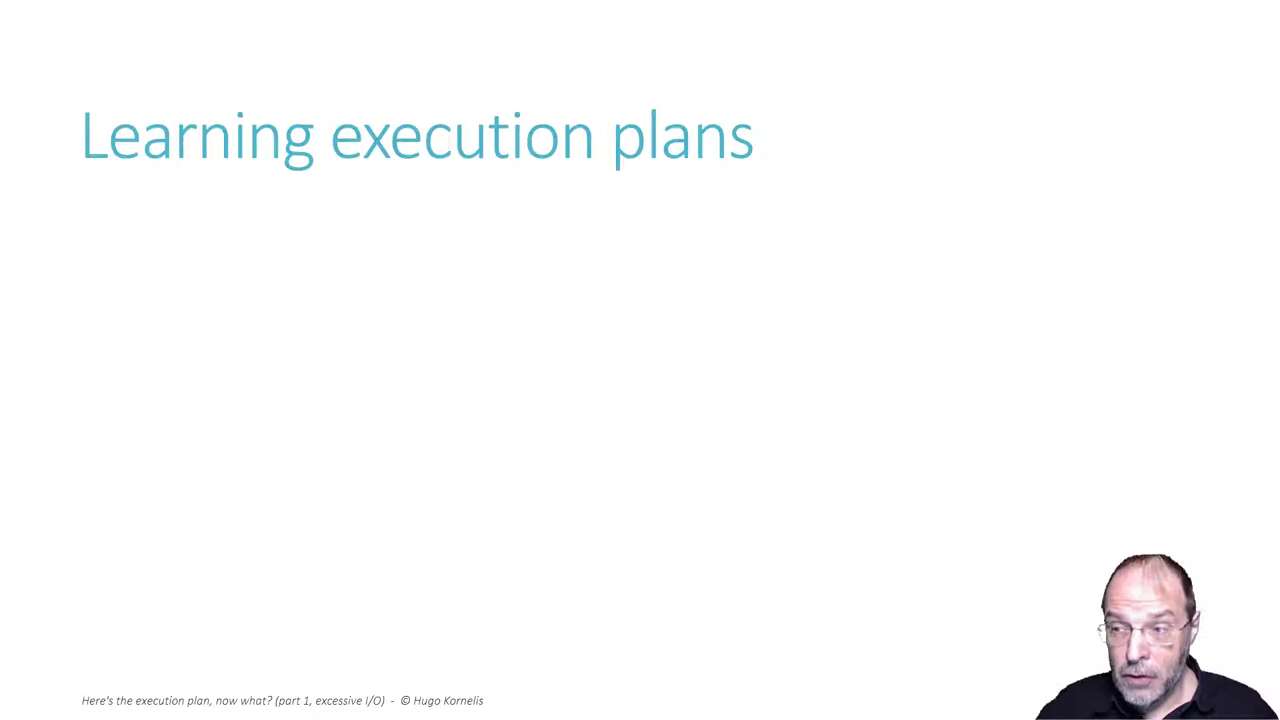 Learning execution plans
Here's the execution plan, now what? (part 1, excessive I/O) - © Hugo Kornelis